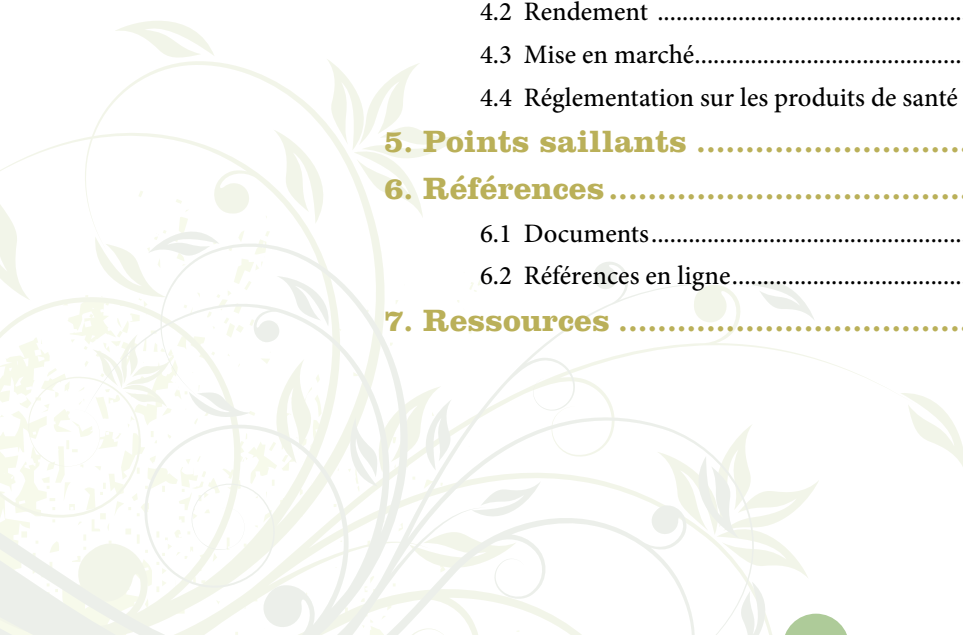 4.2 Rendement ................................................
4.3 Mise en marché...........................................
4.4 Réglementation sur les produits de santé
5. Points saillants ...........................
6. Références....................................
6.1 Documents..................................................
6.2 Références en ligne.....................................
7. Ressources ...................................